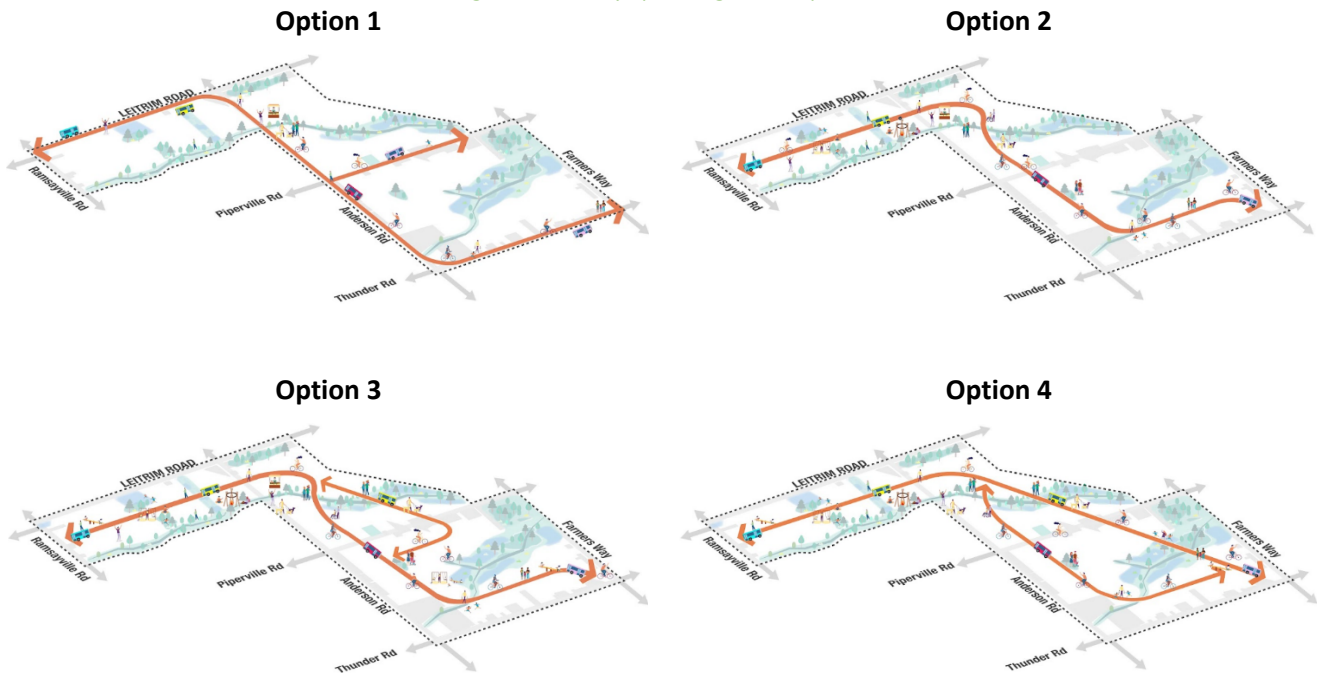 Option 1
LEITRIM ROAD
Ramsayville Rd
Piperville Rd
Anderson Rd
Farmers Way
Thunder Rd
Option 2
LEITRIM ROAD
Ramsayville Rd
Piperville Rd
Anderson Rd
Farmers Way
Thunder Rd
Option 3
LEITRIM ROAD
Ramsayville Rd
Piperville Rd
Anderson Rd
Farmers Way
Thunder Rd
Option 4
LEITRIM ROAD
Ramsayville Rd
Piperville Rd
Anderson Rd
Farmers Way
Thunder Rd